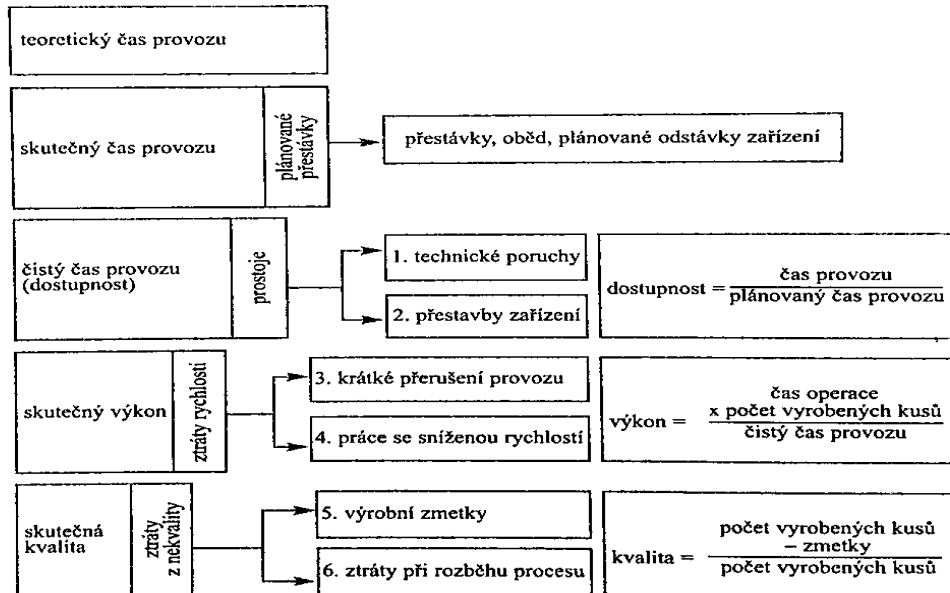 teoretický čas provozu
skutečný čas provozu
plánované
přestávky
přestávky, oběd, plánované odstávky zařízení
čistý čas provozu
(dostupnost)
prostoje
1. technické poruchy
2. přestavby zařízení
dostupnost = čas provozu
plánovaný čas provozu
skutečný výkon
ztráty rychlostí
3. krátké přerušení provozu
4. práce se sníženou rychlostí
výkon = čas operace
x počet vyrobených kusů
čistý čas provozu
skutečná
kvalita
ztráty
z nekvality
5. výrobní zmetky
6. ztráty při rozběhu procesu
kvalita = počet vyrobených kusů
– zmetky
počet vyrobených kusů